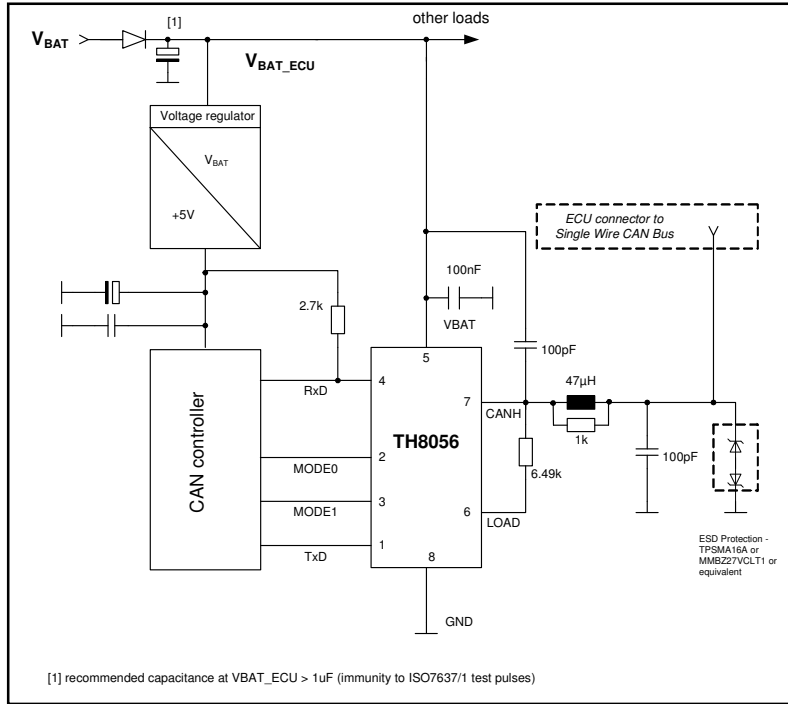 other loads
[1]
VBAT
VBAT_ECU
Voltage regulator
VBAT
+5V
ECU connector to
Single Wire CAN Bus
100nF
VBAT
2.7k
5
100pF
CAN controller
RxD
4
TH8056
7
CANH
47µH
1k
100pF
MODE0
2
6.49k
MODE1
3
6
LOAD
TxD
1
8
GND
ESD Protection -
TPSMA16A or
MMBZ27VCLT1 or
equivalent
[1] recommended capacitance at VBAT_ECU > 1uF (immunity to ISO7637/1 test pulses)